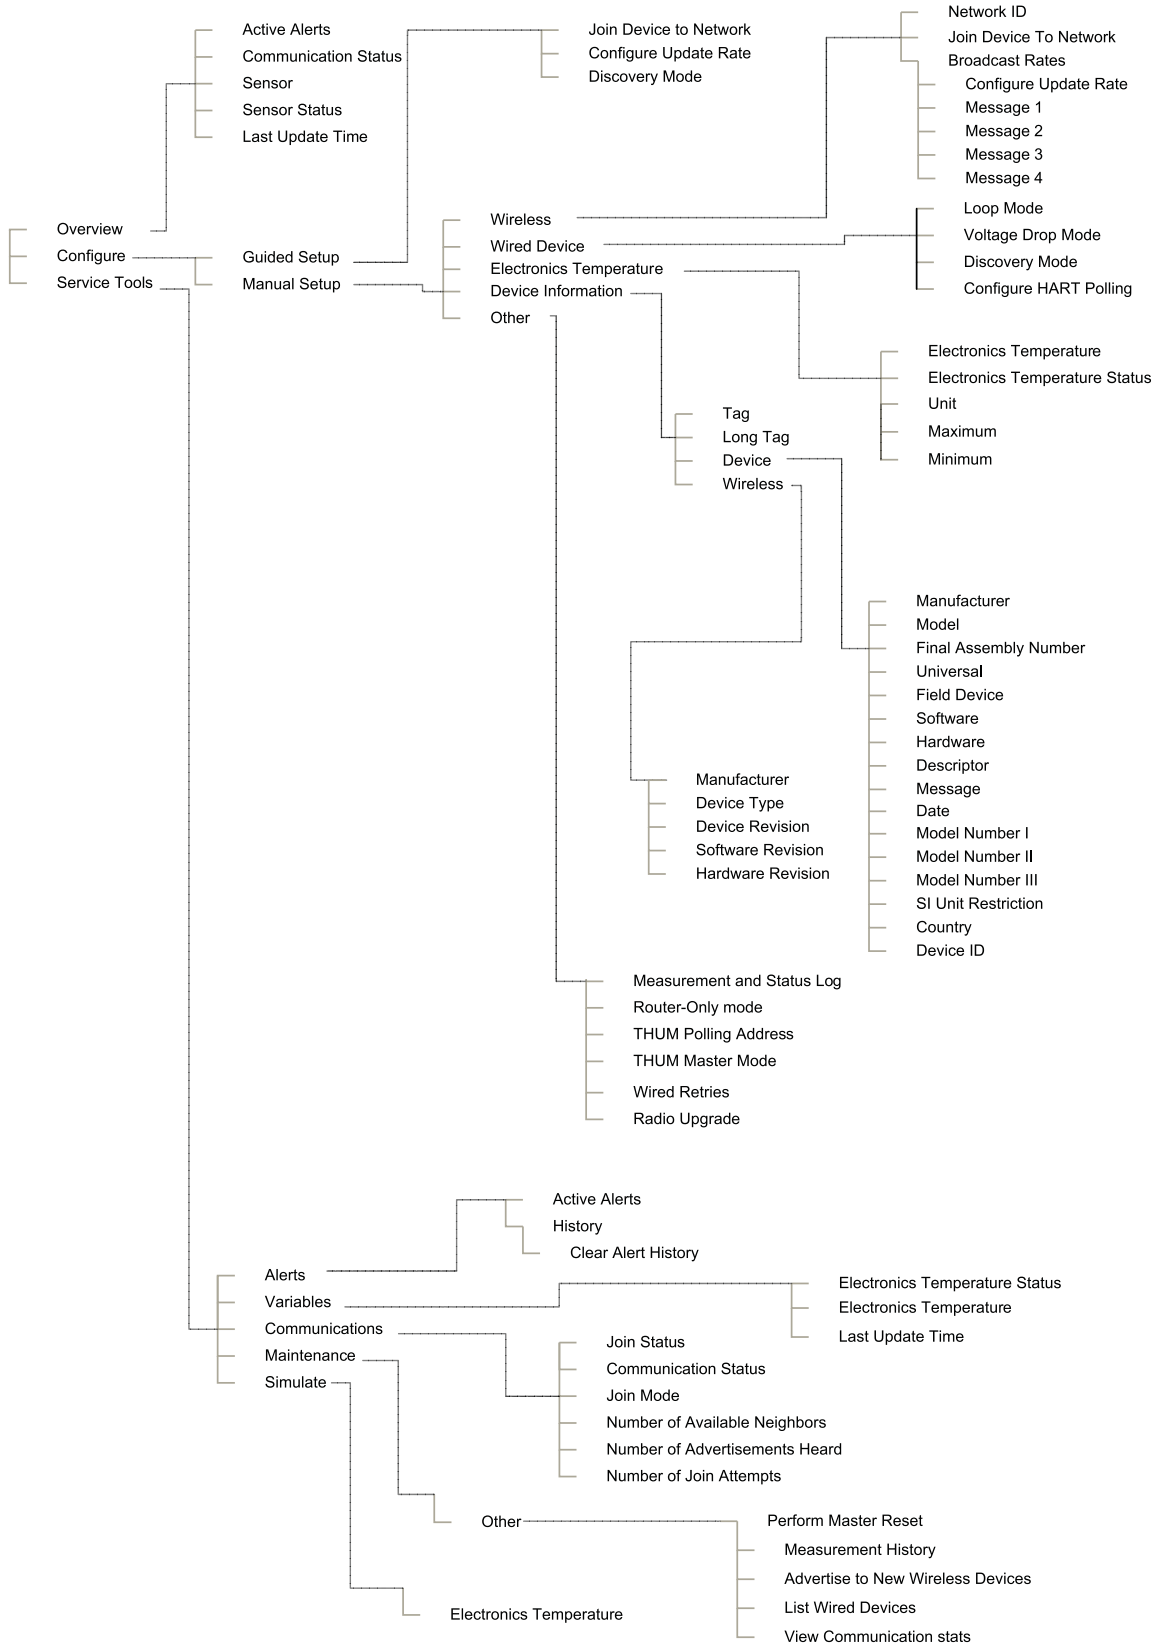 Overview
Configure
Service Tools
Active Alerts
Communication Status
Sensor
Sensor Status
Last Update Time
Guided Setup
Manual Setup
Join Device to Network
Configure Update Rate
Discovery Mode
Wireless
Wired Device
Electronics Temperature
Device Information
Other
Network ID
Join Device To Network
Broadcast Rates
Configure Update Rate
Message 1
Message 2
Message 3
Message 4
Loop Mode
Voltage Drop Mode
Discovery Mode
Configure HART Polling
Electronics Temperature
Electronics Temperature Status
Unit
Maximum
Minimum
Tag
Long Tag
Device
Wireless
Manufacturer
Model
Final Assembly Number
Universal
Field Device
Software
Hardware
Descriptor
Message
Date
Model Number I
Model Number II
Model Number III
SI Unit Restriction
Country
Device ID
Manufacturer
Device Type
Device Revision
Software Revision
Hardware Revision
Measurement and Status Log
Router-Only mode
THUM Polling Address
THUM Master Mode
Wired Retries
Radio Upgrade
Alerts
Variables
Communications
Maintenance
Simulate
Active Alerts
History
Clear Alert History
Electronics Temperature Status
Electronics Temperature
Last Update Time
Join Status
Communication Status
Join Mode
Number of Available Neighbors
Number of Advertisements Heard
Number of Join Attempts
Other
Perform Master Reset
Measurement History
Advertise to New Wireless Devices
List Wired Devices
View Communication stats
Electronics Temperature